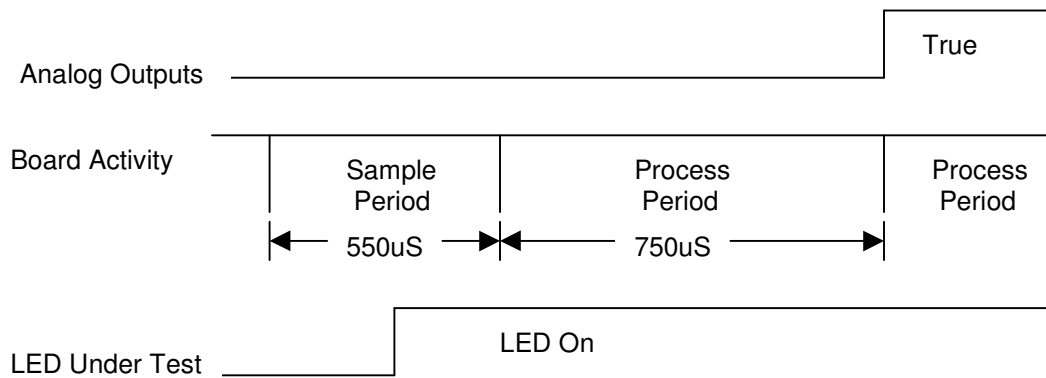 True
Analog Outputs
Board Activity
Sample
Period
Process
Period
Process
Period
550uS
750uS
LED On
LED Under Test